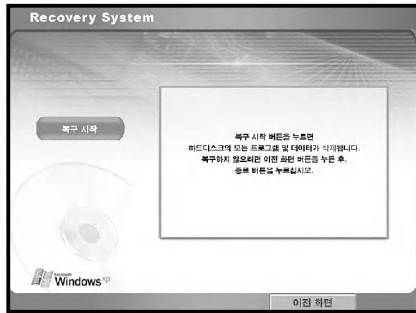 Recovery System
복구 시작
복구 시작 버튼을 누르면
하드디스크의 모든 프로그램 및 데이터가 삭제됩니다.
복구하지 않으려면 이전 화면 버튼을 누른 후,
종료 버튼을 누르십시오.
Microsoft
Windows xp
이전 화면